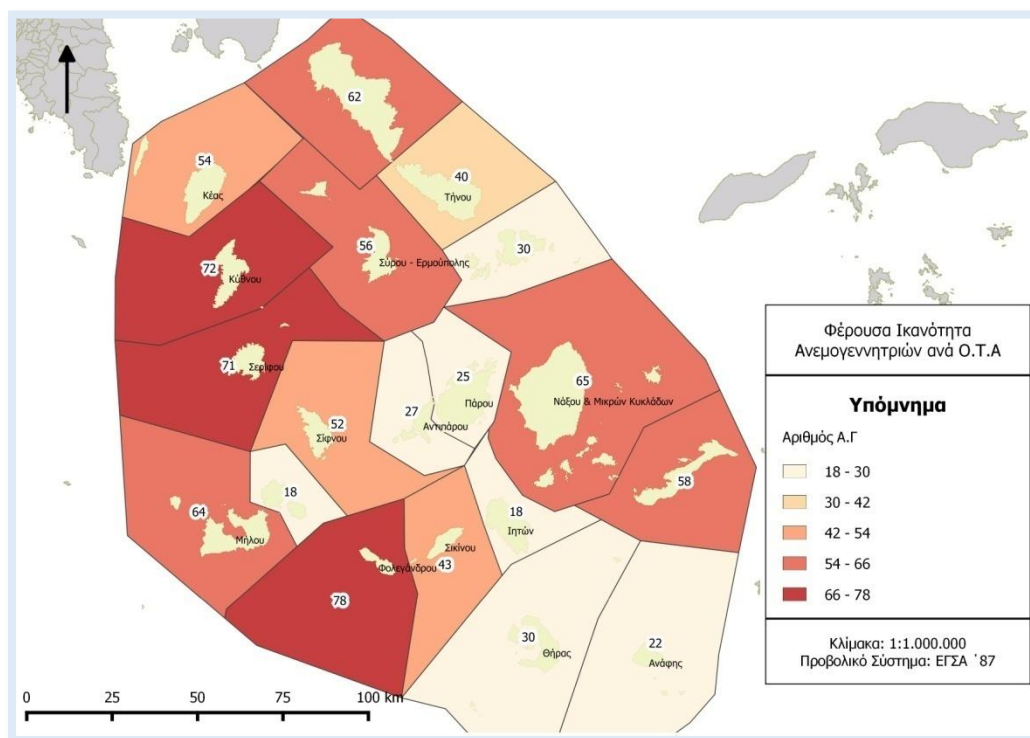 62
54
Κέας
40
Τήνου
56
Σύρου - Ερμούπολης
30
72
Κύθνου
71
Σερίφου
25
Πάρου
65
Νάξου & Μικρών Κυκλάδων
27
Αντιπάρου
52
Σίφνου
58
18
64
Μήλου
18
Ιητών
Σικίνου
43
Φολεγάνδρου
78
30
Θήρας
22
Ανάφης
0 25 50 75 100 km
Φέρουσα Ικανότητα
Ανεμογεννητριών ανά Ο.Τ.Α
Υπόμνημα
Αριθμός Α.Γ
18 - 30
30 - 42
42 - 54
54 - 66
66 - 78
Κλίμακα: 1:1.000.000
Προβολικό Σύστημα: ΕΓΣΑ ΄87